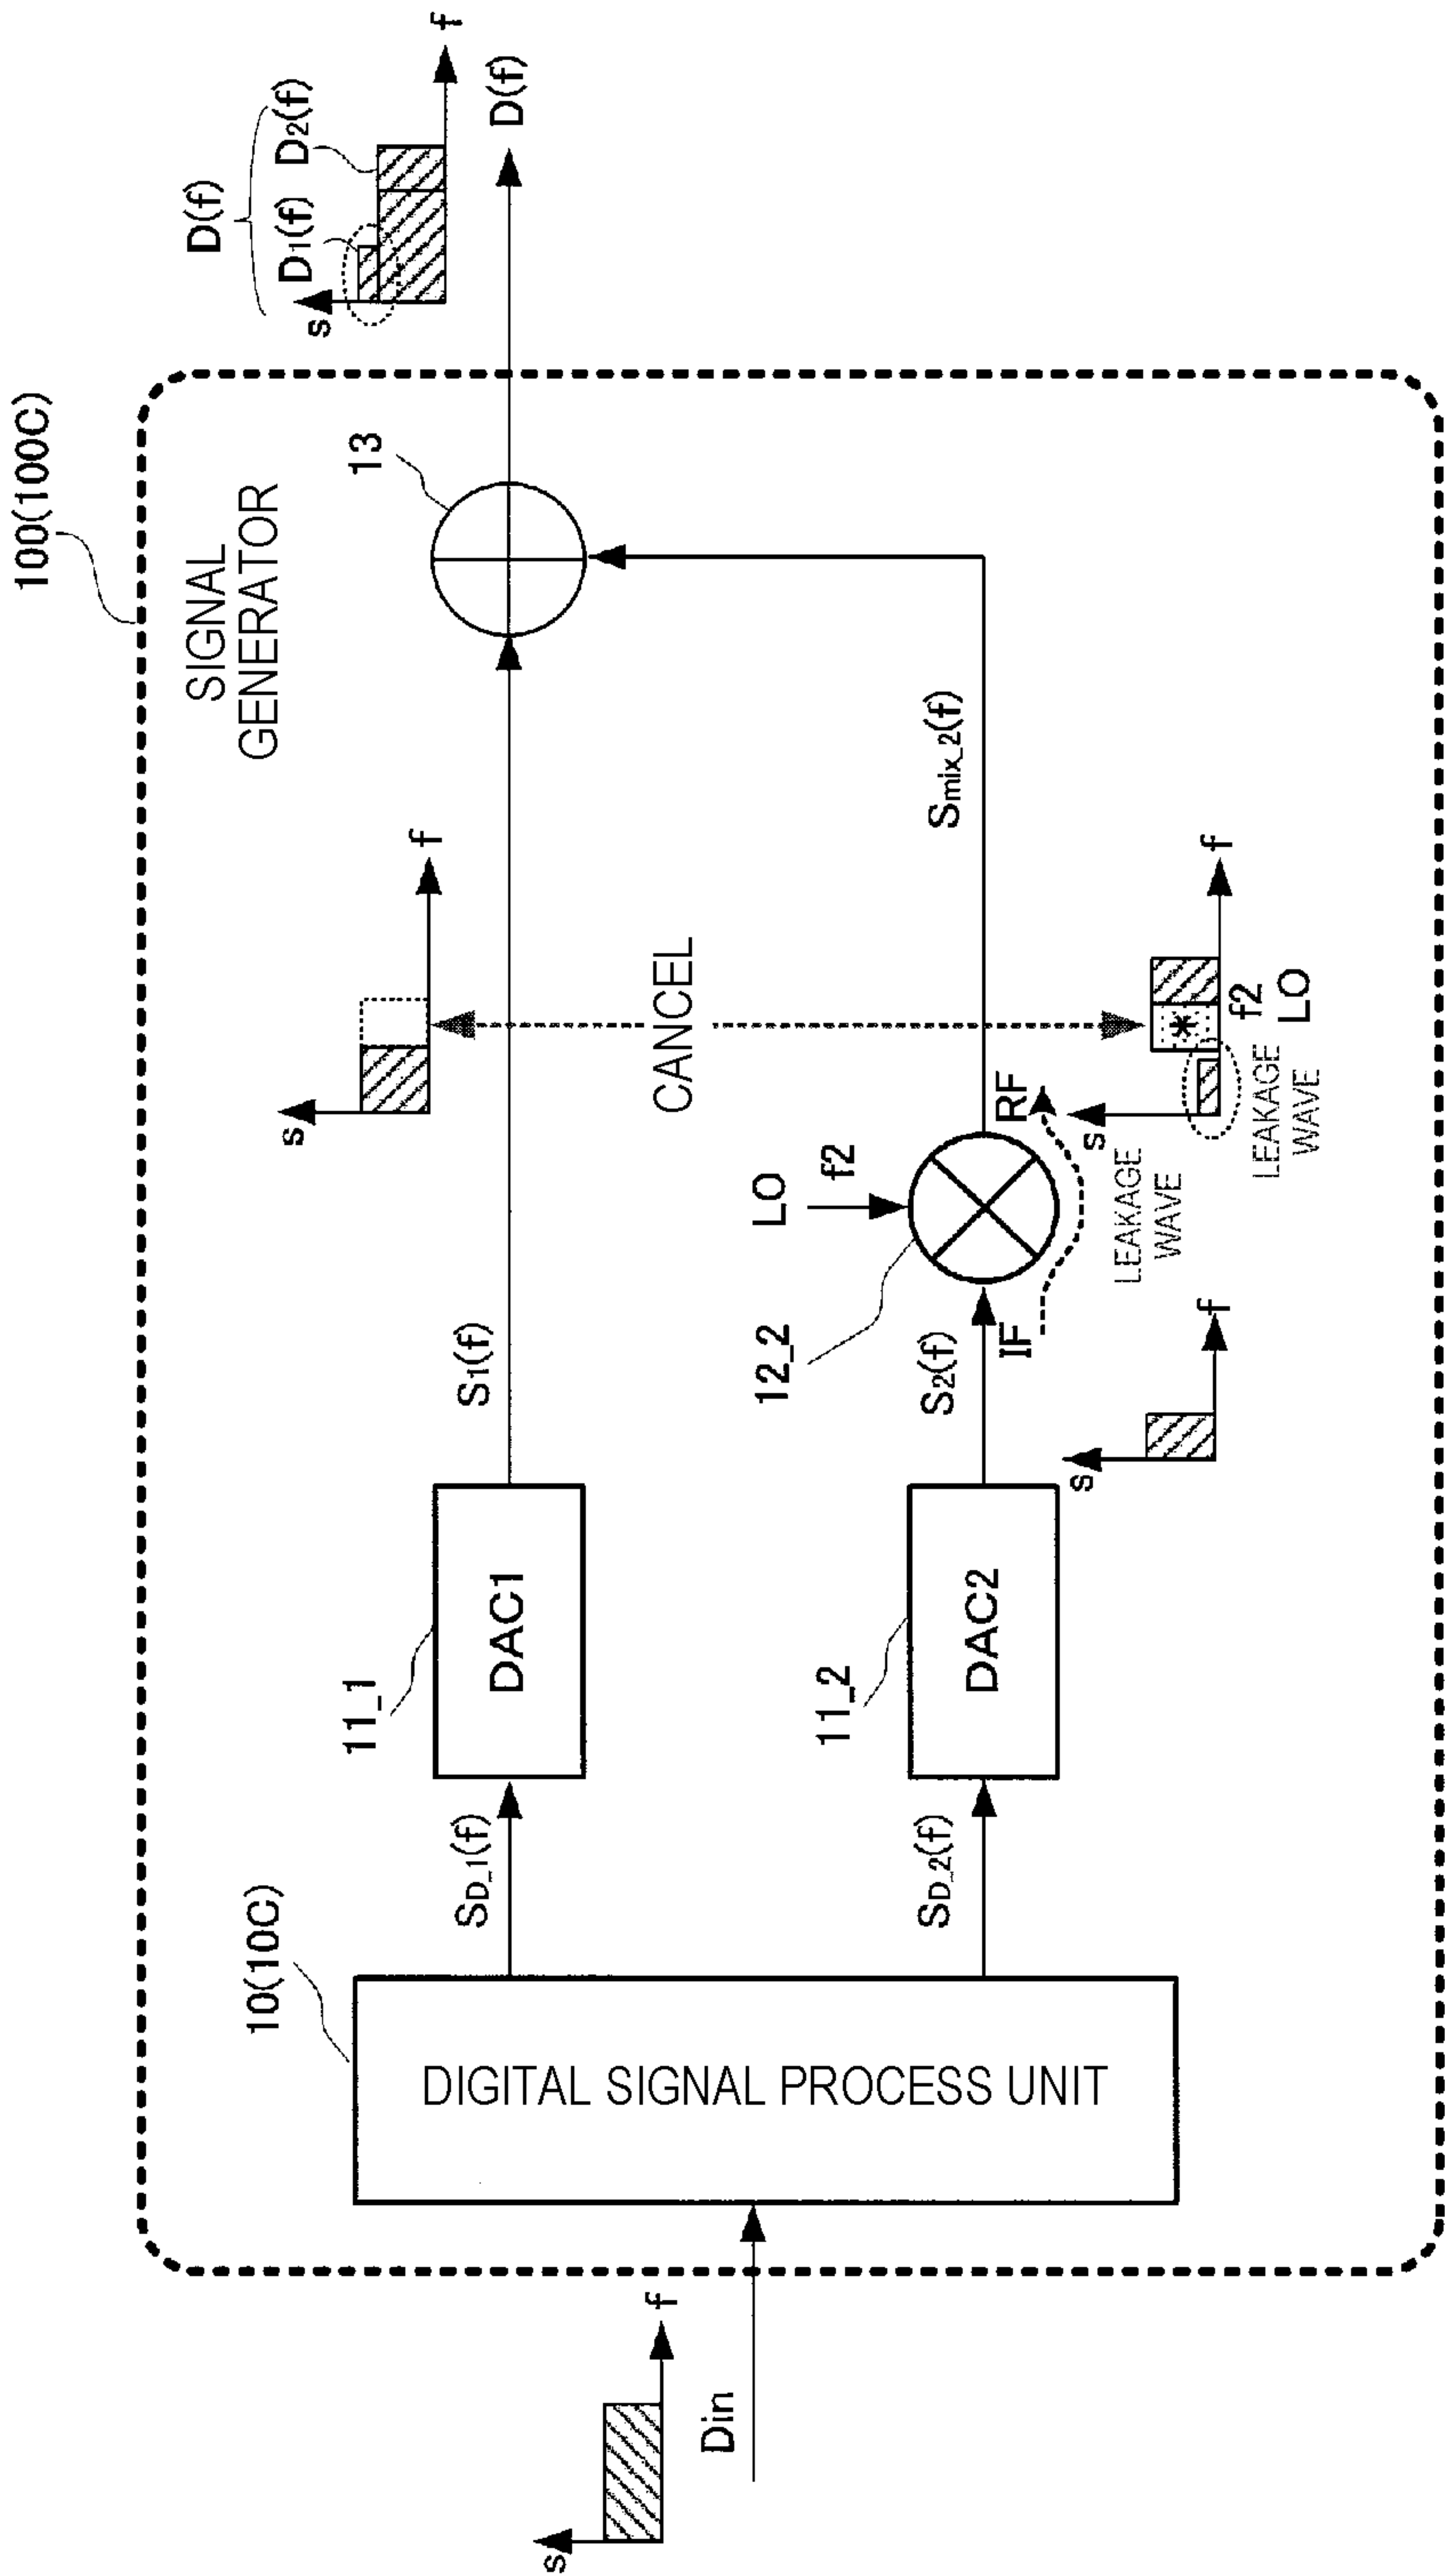 100(100C)
SIGNAL
GENERATOR
D(f)
D1(f)
D2(f)
s
f
D(f)
13
s
f
CANCEL
S1(f)
Smix_2(f)
LO
f2
12_2
S2(f)
IF
RF
LEAKAGE
WAVE
s
f
f2
LO
*
LEAKAGE
WAVE
s
f
11_1
DAC1
11_2
DAC2
SD_1(f)
SD_2(f)
10(10C)
DIGITAL SIGNAL PROCESS UNIT
s
f
Din